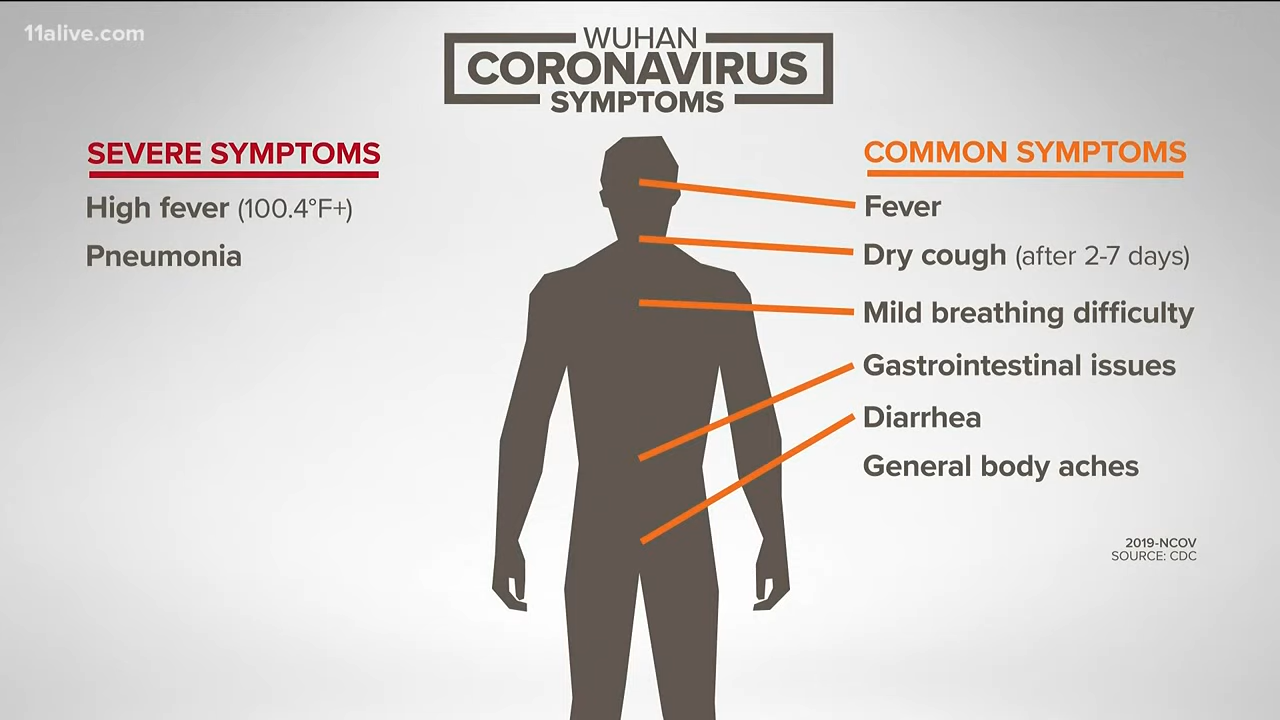 11alive.com
WUHAN
CORONAVIRUS
SYMPTOMS
SEVERE SYMPTOMS
High fever (100.4°F+)
Pneumonia
COMMON SYMPTOMS
Fever
Dry cough (after 2-7 days)
Mild breathing difficulty
Gastrointestinal issues
Diarrhea
General body aches
2019-NCOV
SOURCE: CDC